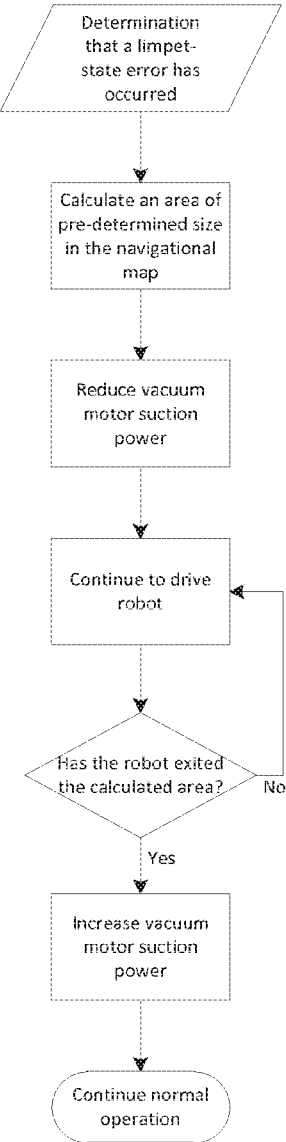 Determination
that a limpet-
state error has
occurred
Calculate an area of
pre-determined size
in the navigational
map
Reduce vacuum
motor suction
power
Continue to drive
robot
Has the robot exited
the calculated area?
No
Yes
Increase vacuum
motor suction
power
Continue normal
operation